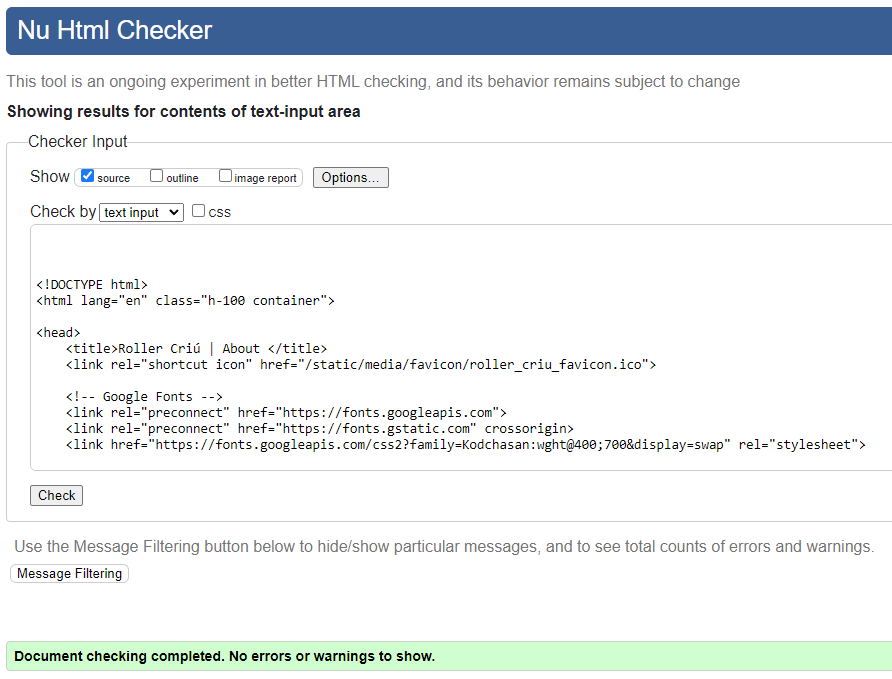 Nu Html Checker
This tool is an ongoing experiment in better HTML checking, and its behavior remains subject to change
Showing results for contents of text-input area
Checker Input
Show source outline image report Options...
Check by text input css
<!DOCTYPE html>
<html lang="en" class="h-100 container">
<head>
<title>Roller Criú | About </title>
<link rel="shortcut icon" href="/static/media/favicon/roller_criu_favicon.ico">
<!-- Google Fonts -->
<link rel="preconnect" href="https://fonts.googleapis.com">
<link rel="preconnect" href="https://fonts.gstatic.com" crossorigin>
<link href="https://fonts.googleapis.com/css2?family=Kodchasan:wght@400;700&display=swap" rel="stylesheet">
Check
Use the Message Filtering button below to hide/show particular messages, and to see total counts of errors and warnings.
Message Filtering
Document checking completed. No errors or warnings to show.